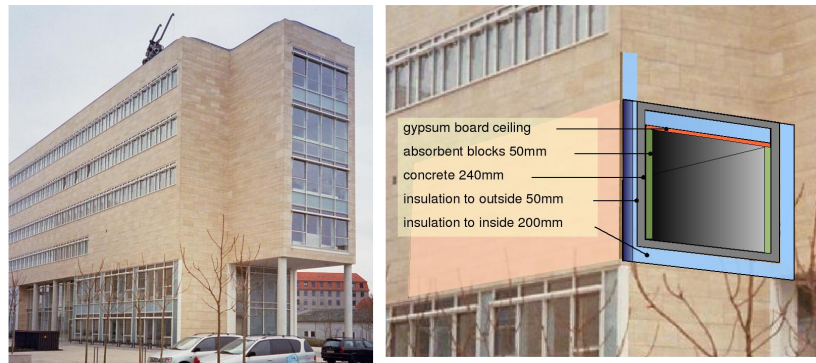 gypsum board ceiling
absorbent blocks 50mm
concrete 240mm
insulation to outside 50mm
insulation to inside 200mm